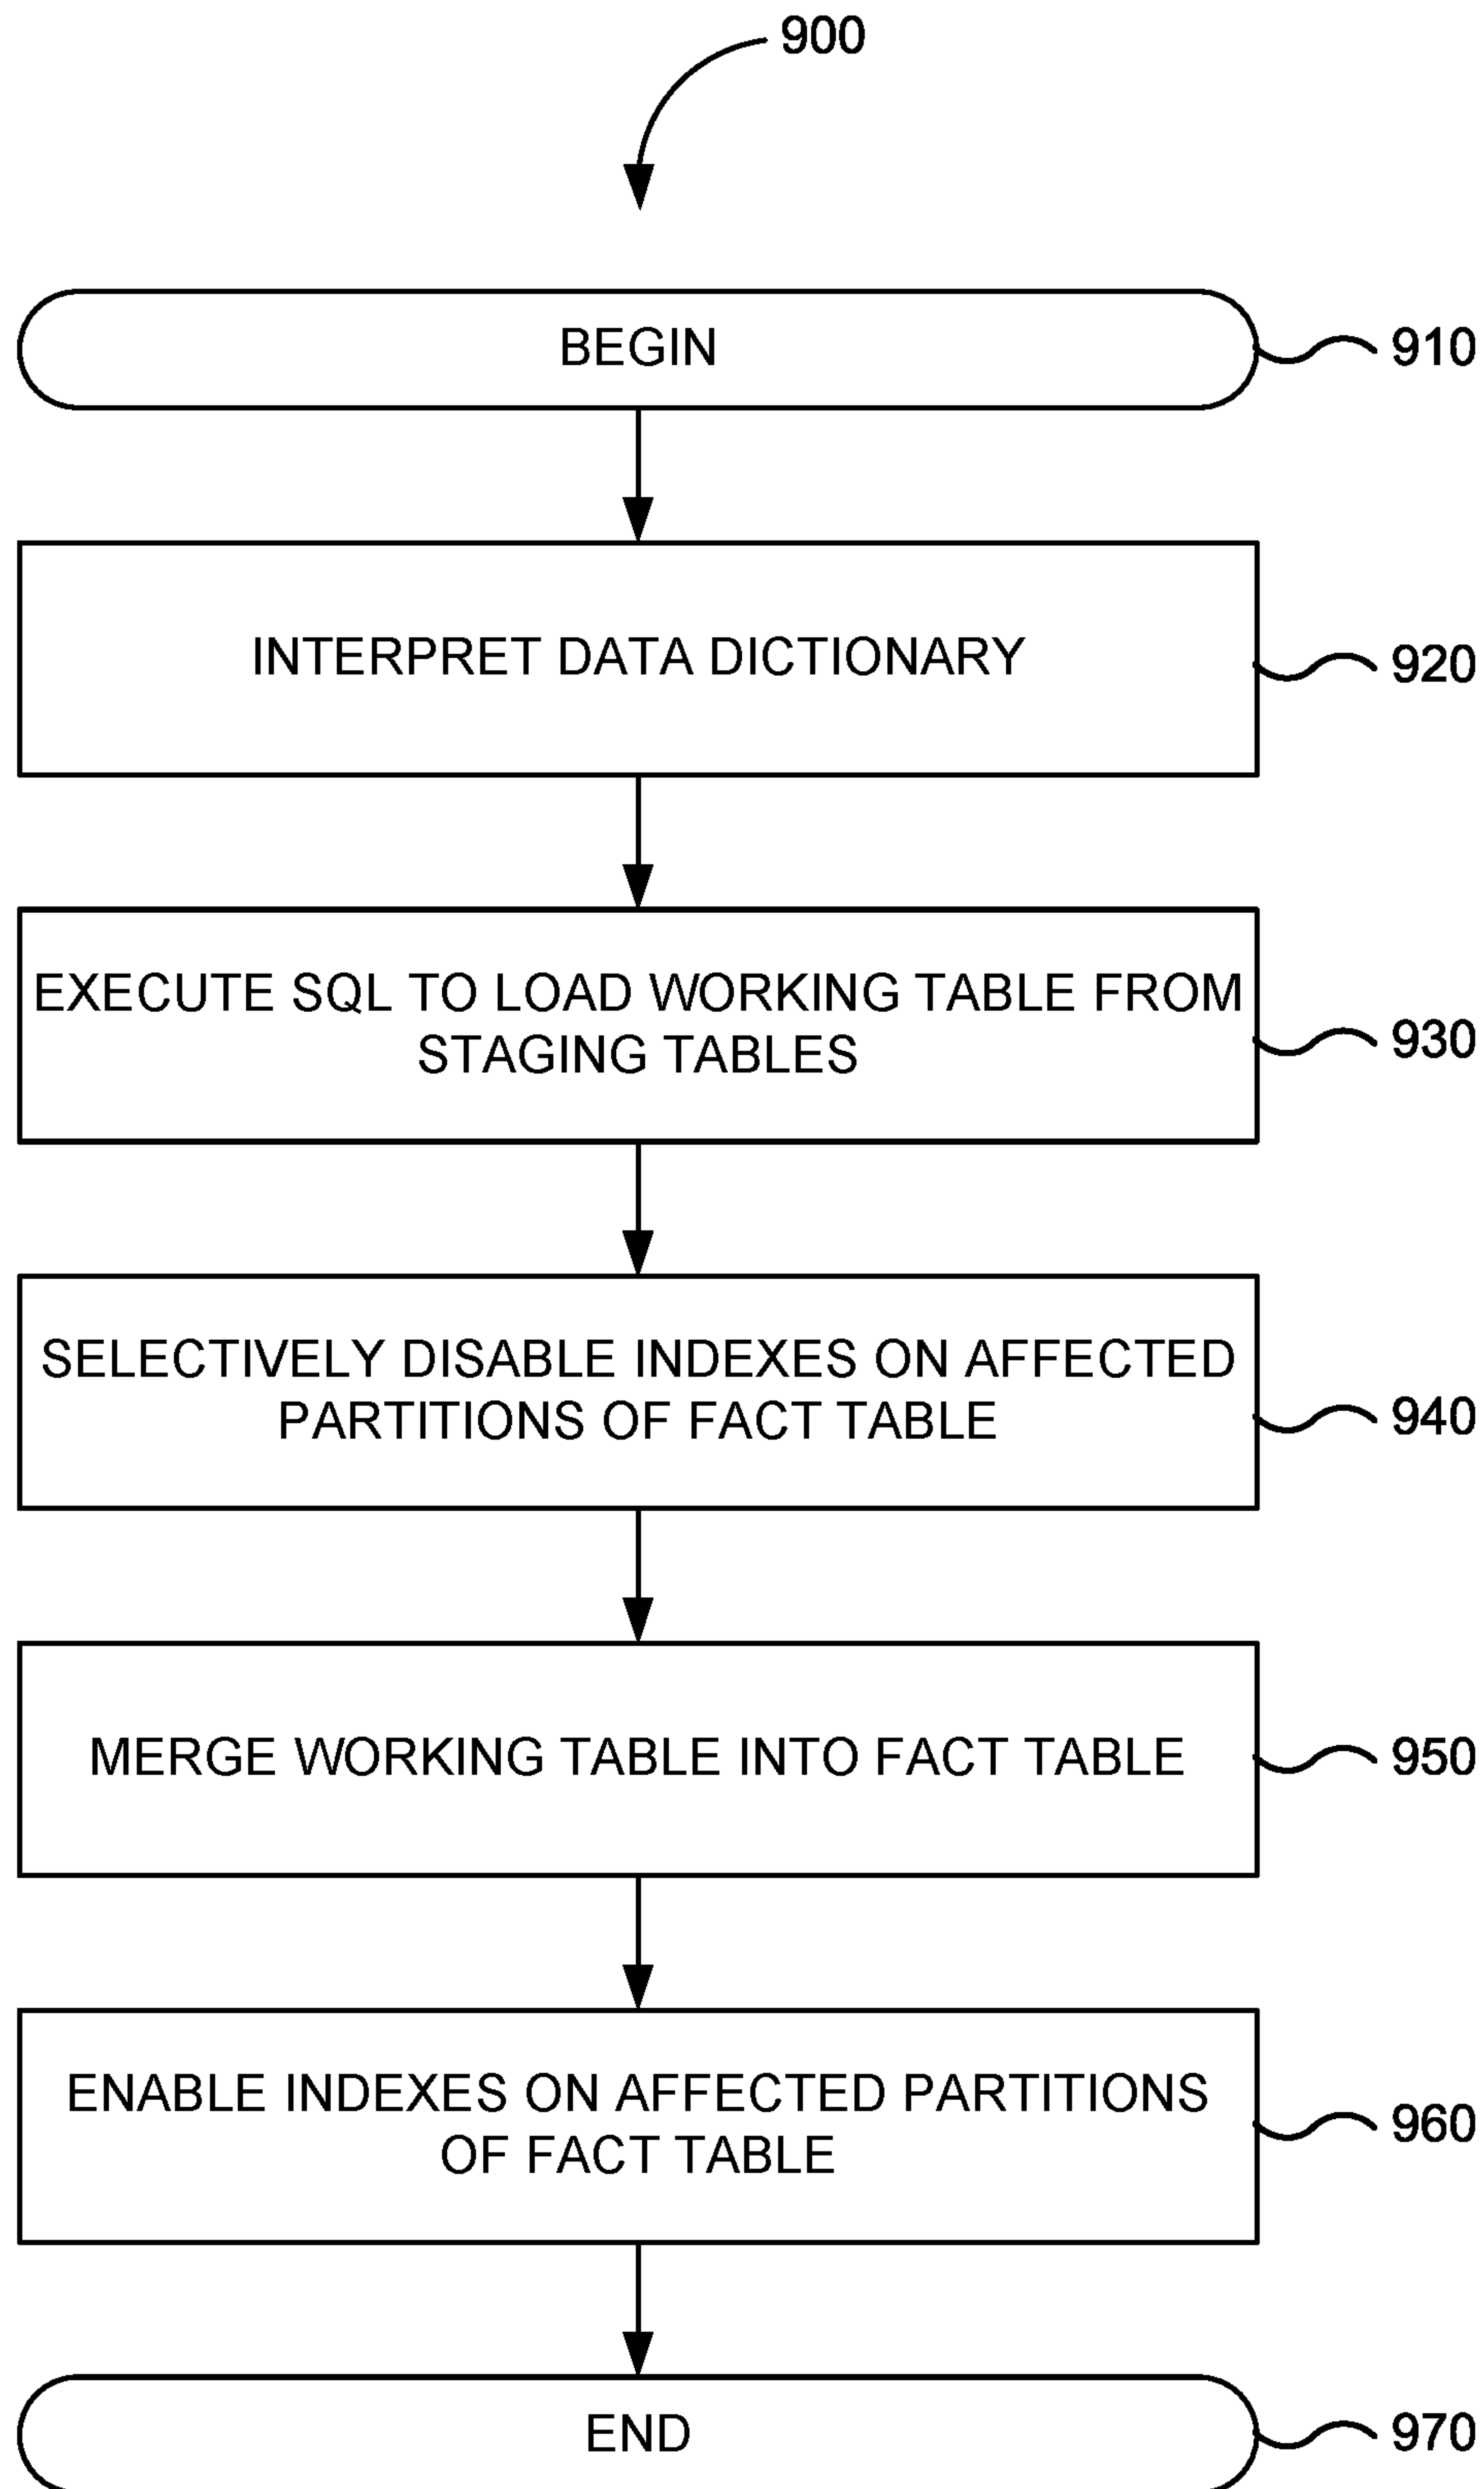 900
BEGIN
910
INTERPRET DATA DICTIONARY
920
EXECUTE SQL TO LOAD WORKING TABLE FROM
STAGING TABLES
930
SELECTIVELY DISABLE INDEXES ON AFFECTED
PARTITIONS OF FACT TABLE
940
MERGE WORKING TABLE INTO FACT TABLE
950
ENABLE INDEXES ON AFFECTED PARTITIONS
OF FACT TABLE
960
END
970